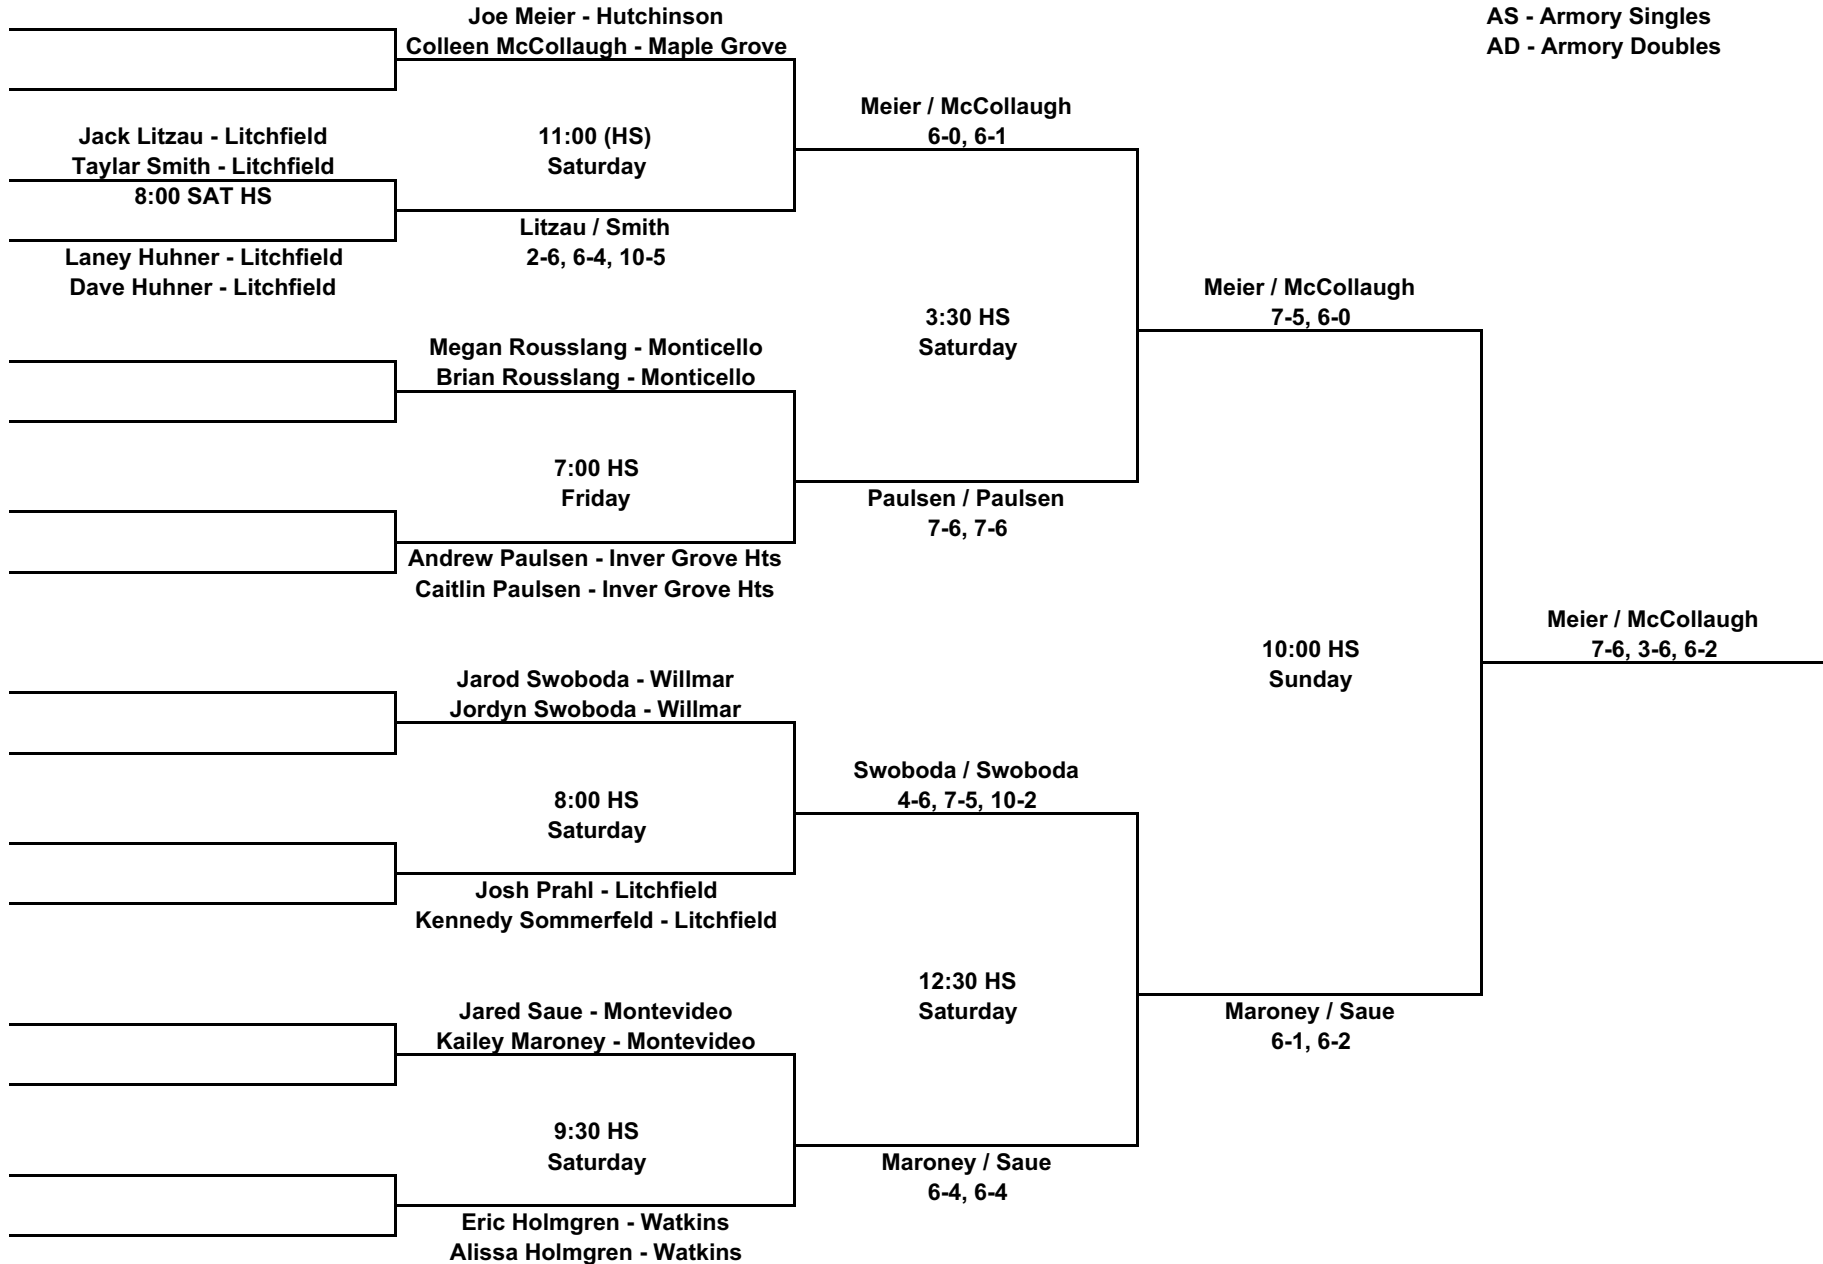 Joe Meier - Hutchinson
Colleen McCollaugh - Maple Grove
AS - Armory Singles
AD - Armory Doubles
Meier / McCollaugh
6-0, 6-1
Jack Litzau - Litchfield
Taylar Smith - Litchfield
8:00 SAT HS
11:00 (HS)
Saturday
Litzau / Smith
2-6, 6-4, 10-5
Laney Huhner - Litchfield
Dave Huhner - Litchfield
Meier / McCollaugh
7-5, 6-0
3:30 HS
Saturday
Megan Rousslang - Monticello
Brian Rousslang - Monticello
7:00 HS
Friday
Paulsen / Paulsen
7-6, 7-6
Andrew Paulsen - Inver Grove Hts
Caitlin Paulsen - Inver Grove Hts
Meier / McCollaugh
7-6, 3-6, 6-2
10:00 HS
Sunday
Jarod Swoboda - Willmar
Jordyn Swoboda - Willmar
Swoboda / Swoboda
4-6, 7-5, 10-2
8:00 HS
Saturday
Josh Prahl - Litchfield
Kennedy Sommerfeld - Litchfield
12:30 HS
Saturday
Jared Saue - Montevideo
Kailey Maroney - Montevideo
Maroney / Saue
6-1, 6-2
9:30 HS
Saturday
Maroney / Saue
6-4, 6-4
Eric Holmgren - Watkins
Alissa Holmgren - Watkins